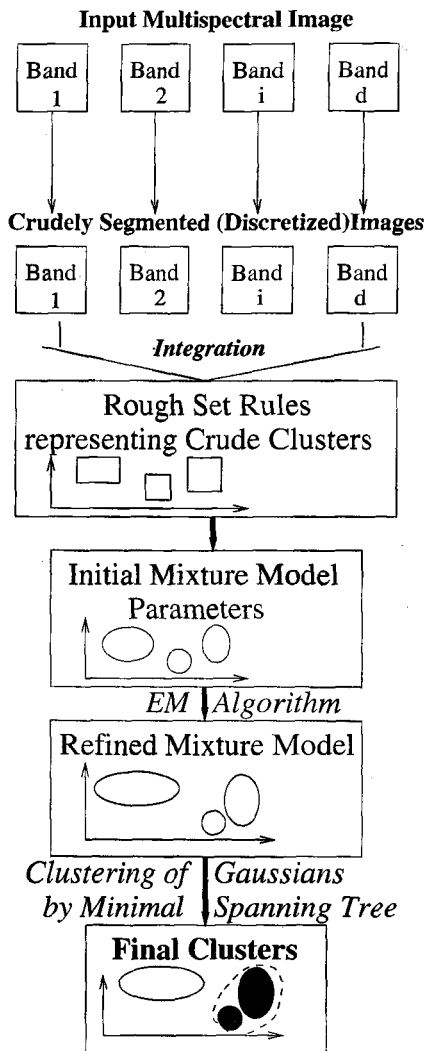 Input Multispectral Image
Band 1
Band 2
Band i
Band d
Crudely Segmented (Discretized)Images
Band 1
Band 2
Band i
Band d
Integration
Rough Set Rules
representing Crude Clusters
Initial Mixture Model
Parameters
EM Algorithm
Refined Mixture Model
Clustering of Gaussians
by Minimal Spanning Tree
Final Clusters